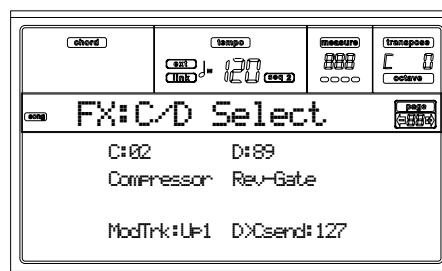 chord tempo measure transpose
ext link ♩= 120 seq 2 888 [ 0
octave
song FX:C/D Select page 88
C:02 D:89
Compressor Rev-Gate
ModTrk:Up1 D>Csend:127